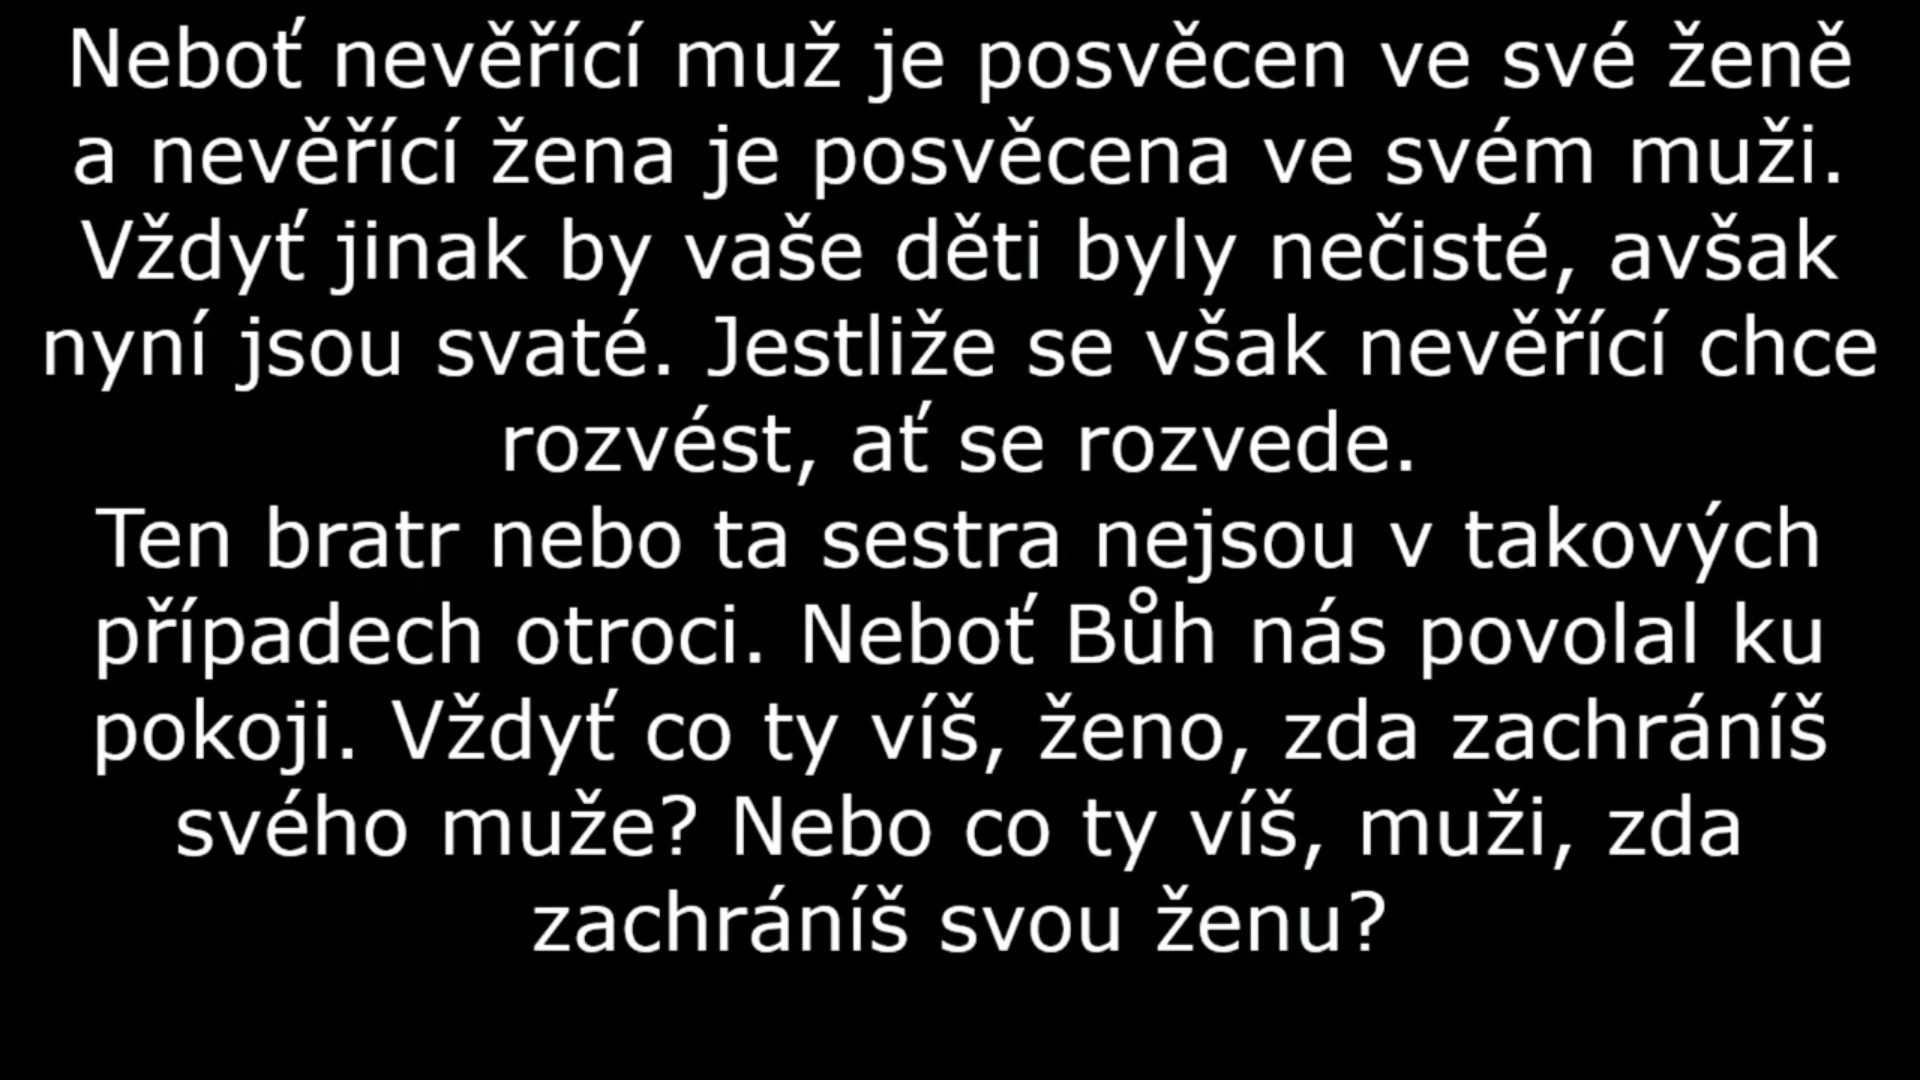 Neboť nevěřící muž je posvěcen ve své ženě
a nevěřící žena je posvěcena ve svém muži.
Vždyť jinak by vaše děti byly nečisté, avšak
nyní jsou svaté. Jestliže se však nevěřící chce
rozvést, ať se rozvede.
Ten bratr nebo ta sestra nejsou v takových
případech otroci. Neboť Bůh nás povolal ku
pokoji. Vždyť co ty víš, ženo, zda zachráníš
svého muže? Nebo co ty víš, muži, zda
zachráníš svou ženu?